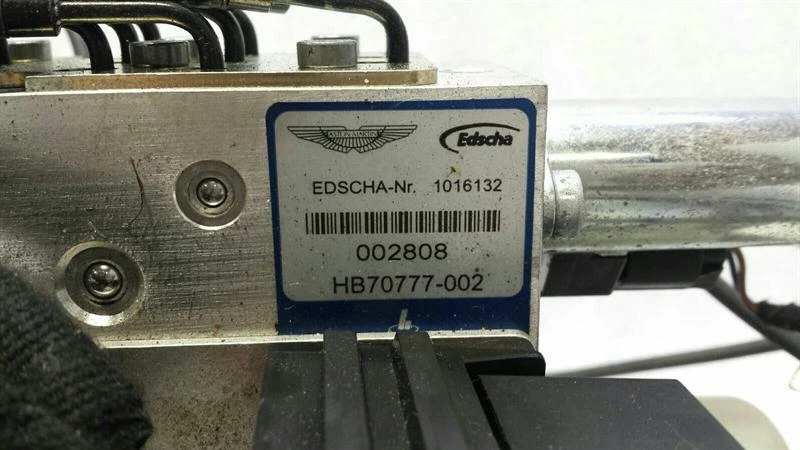 ASTON MARTIN
Edscha
EDSCHA-Nr. 1016132
002808
HB70777-002